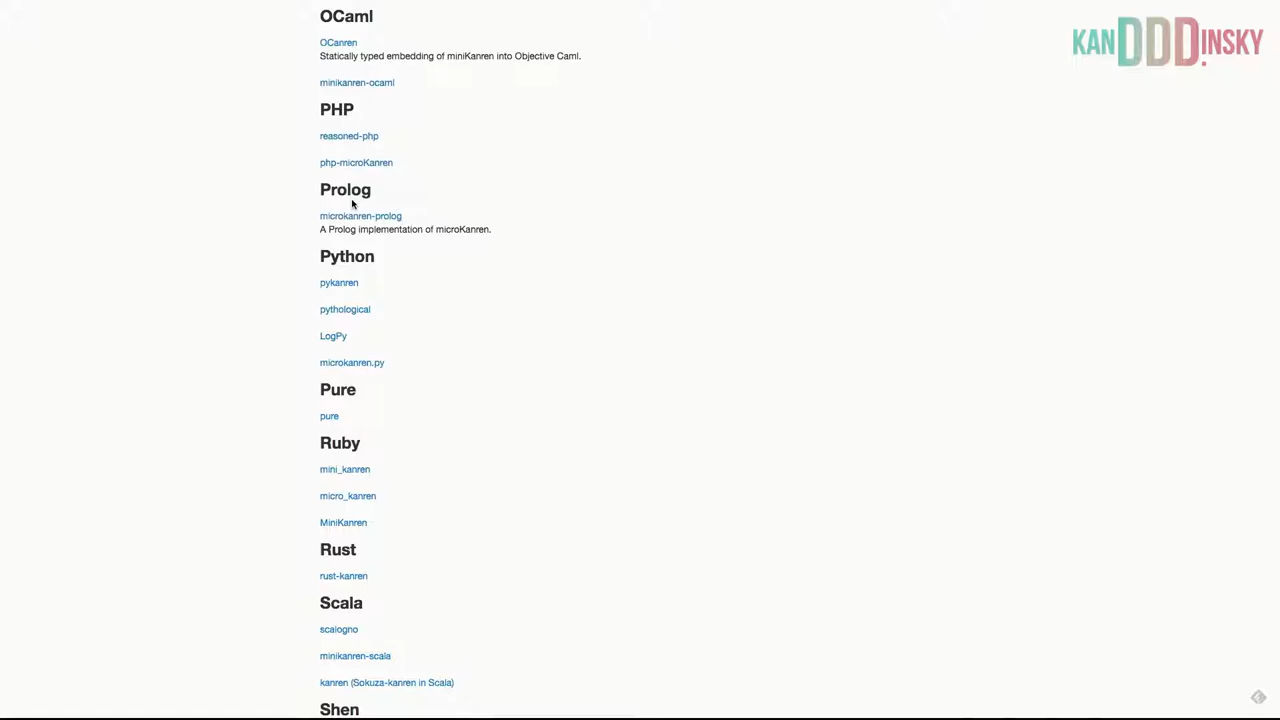 OCaml
KANDDDINSKY
OCanren
Statically typed embedding of miniKanren into Objective Caml.
minikanren-ocaml
PHP
reasoned-php
php-microKanren
Prolog
microkanren-prolog
A Prolog implementation of microKanren.
Python
pykanren
pythological
LogPy
microkanren.py
Pure
pure
Ruby
mini_kanren
micro_kanren
MiniKanren
Rust
rust-kanren
Scala
scalogno
minikanren-scala
kanren (Sokuza-kanren in Scala)
Shen